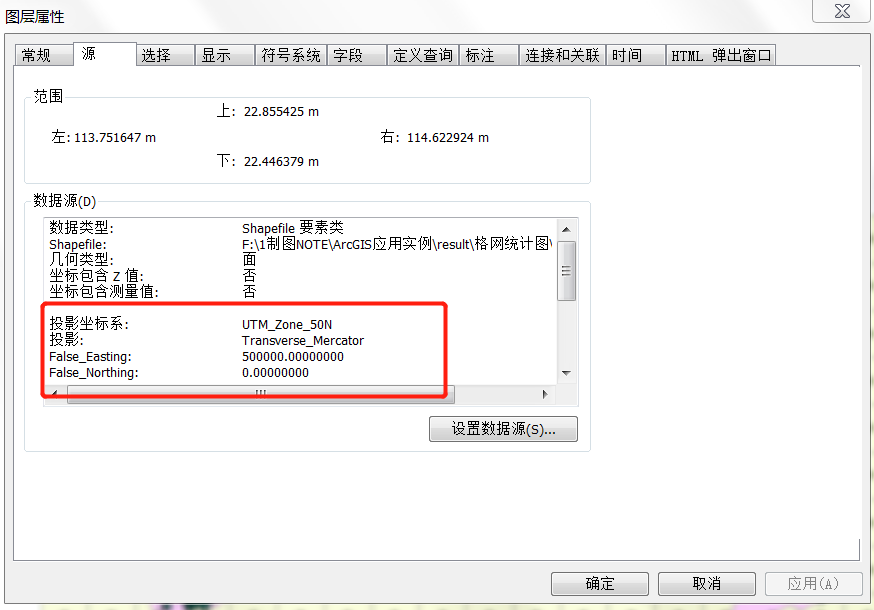 图层属性
常规 源 选择 显示 符号系统 字段 定义查询 标注 连接和关联 时间 HTML 弹出窗口
范围
上: 22.855425 m
左: 113.751647 m 右: 114.622924 m
下: 22.446379 m
数据源(D)
数据类型: Shapefile 要素类
Shapefile: F:\1制图NOTE\ArcGIS应用实例\result\格网统计图\
几何类型: 面
坐标包含 Z 值: 否
坐标包含测量值: 否
投影坐标系: UTM_Zone_50N
投影: Transverse_Mercator
False_Easting: 500000.00000000
False_Northing: 0.00000000
设置数据源(S)...
确定 取消 应用(A)